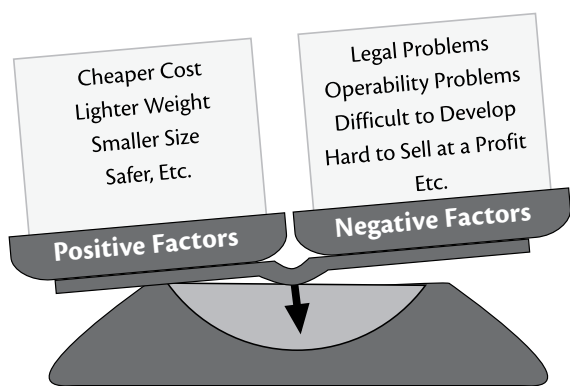 Cheaper Cost
Lighter Weight
Smaller Size
Safer, Etc.
Positive Factors
Legal Problems
Operability Problems
Difficult to Develop
Hard to Sell at a Profit
Etc.
Negative Factors